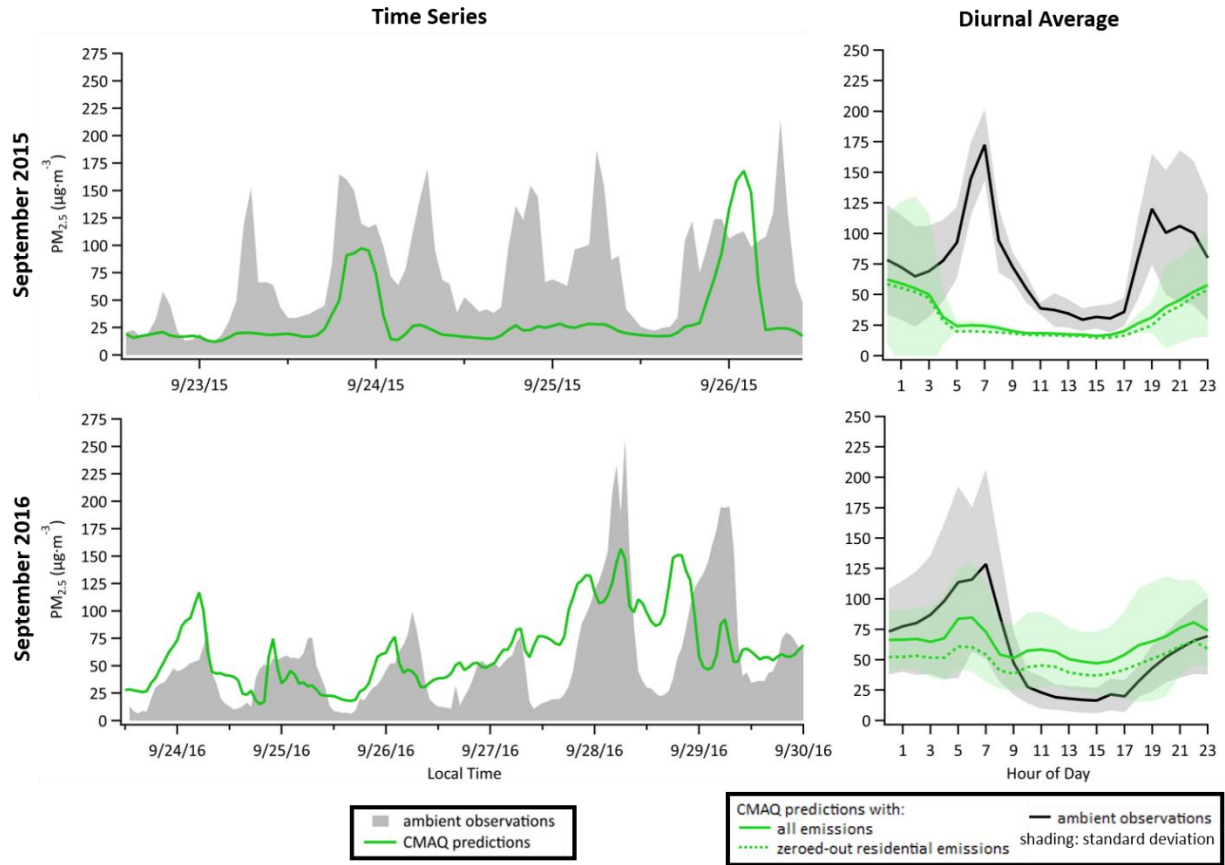 Time Series
Diurnal Average
September 2015
PM2.5 (µg·m-3)
275
250
225
200
175
150
125
100
75
50
25
0
9/23/15 9/24/15 9/25/15 9/26/15
250
225
200
175
150
125
100
75
50
25
0
1 3 5 7 9 11 13 15 17 19 21 23
September 2016
PM2.5 (µg·m-3)
275
250
225
200
175
150
125
100
75
50
25
0
9/24/16 9/25/16 9/26/16 9/27/16 9/28/16 9/29/16 9/30/16
Local Time
250
225
200
175
150
125
100
75
50
25
0
1 3 5 7 9 11 13 15 17 19 21 23
Hour of Day
ambient observations
CMAQ predictions
CMAQ predictions with:
all emissions
zeroed-out residential emissions
ambient observations
shading: standard deviation